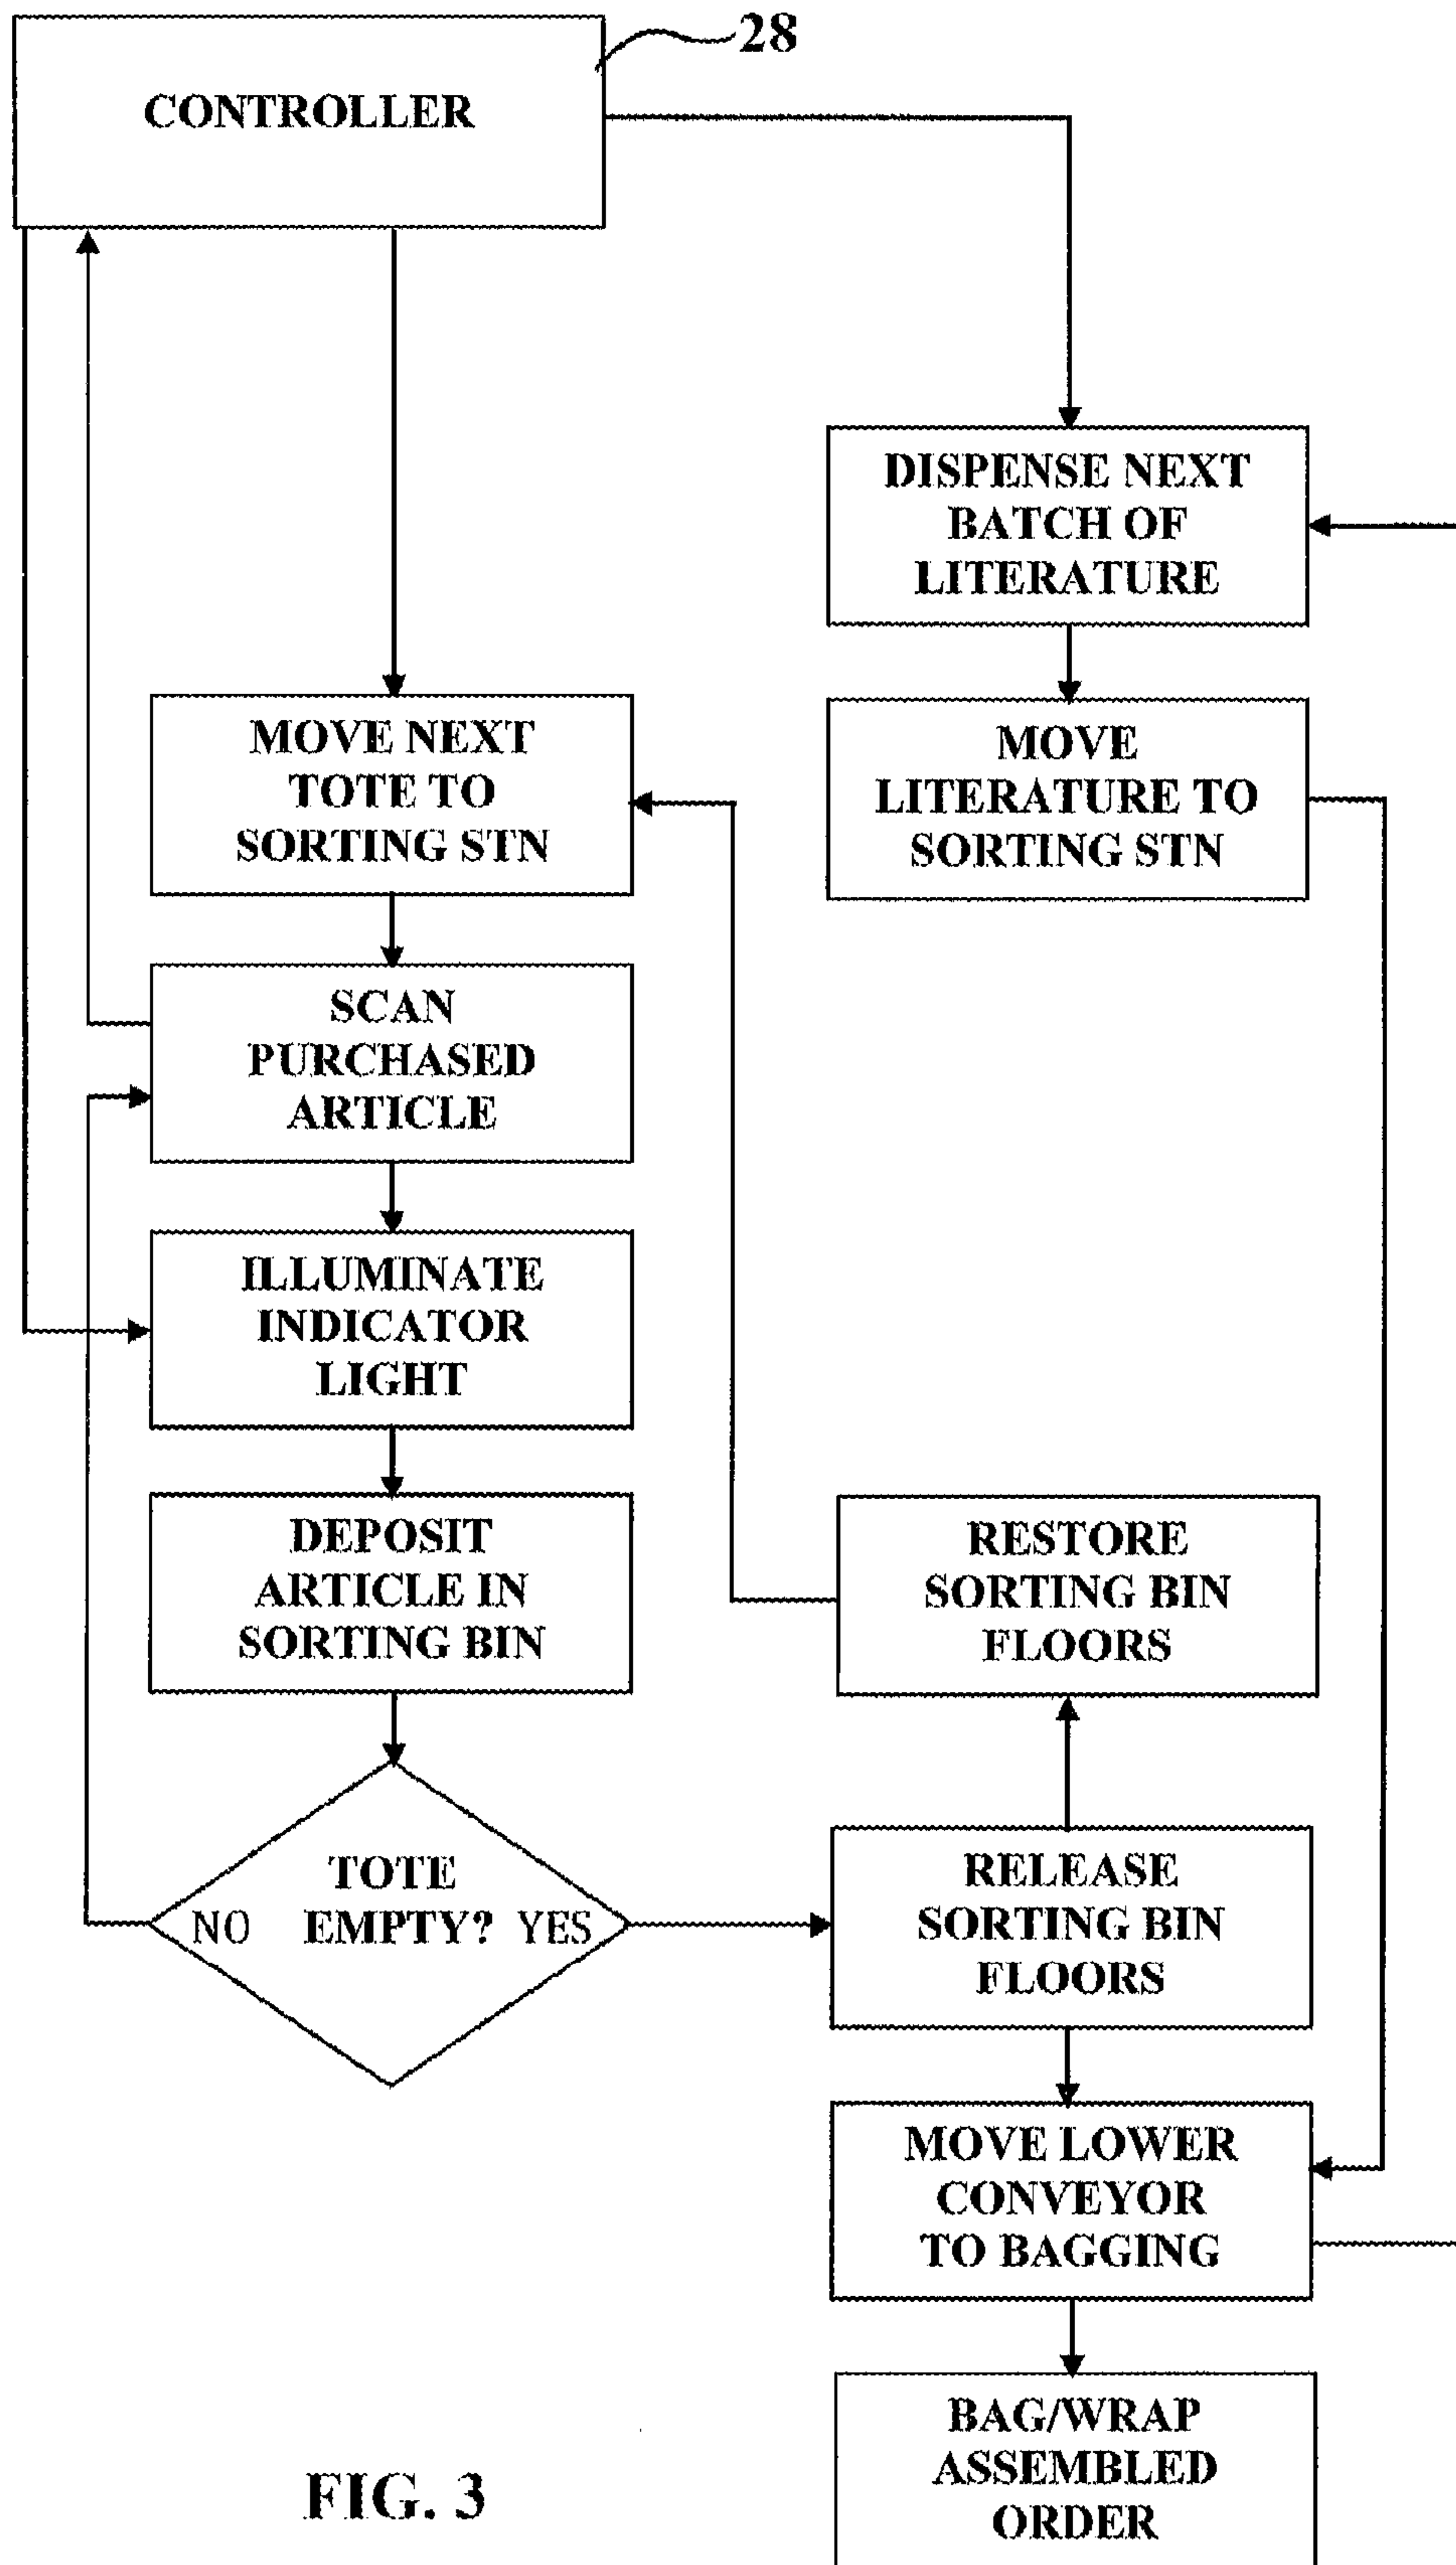 28
CONTROLLER
DISPENSE NEXT
BATCH OF
LITERATURE
MOVE NEXT
TOTE TO
SORTING STN
MOVE
LITERATURE TO
SORTING STN
SCAN
PURCHASED
ARTICLE
ILLUMINATE
INDICATOR
LIGHT
DEPOSIT
ARTICLE IN
SORTING BIN
RESTORE
SORTING BIN
FLOORS
TOTE
NO EMPTY? YES
RELEASE
SORTING BIN
FLOORS
MOVE LOWER
CONVEYOR
TO BAGGING
BAG/WRAP
ASSEMBLED
ORDER
FIG. 3